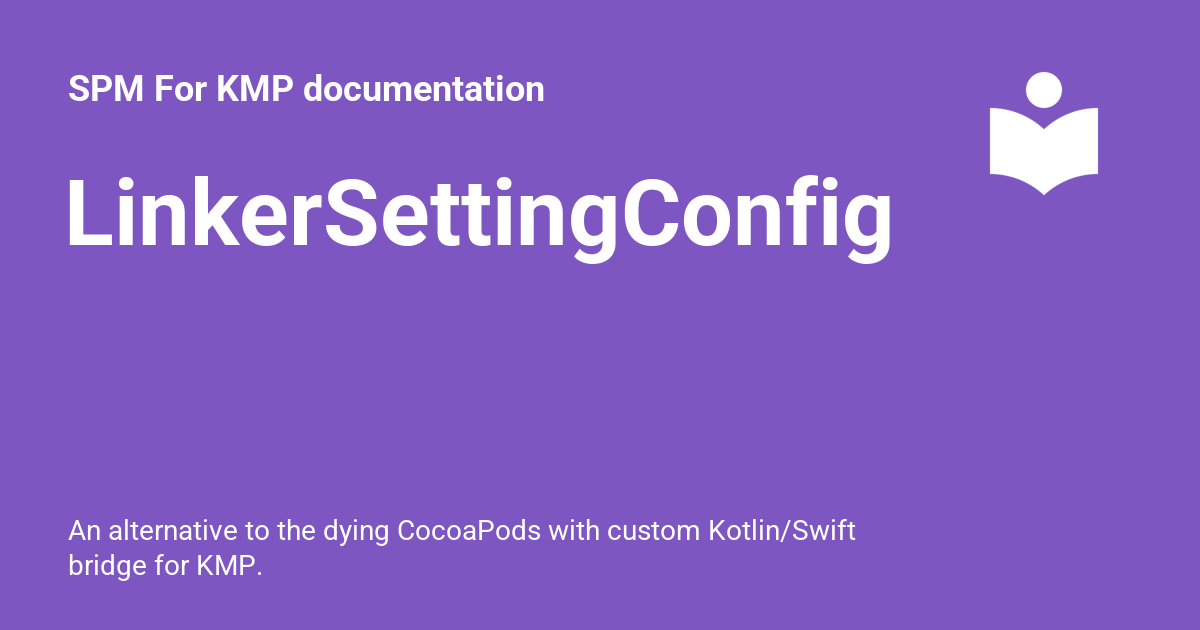 SPM For KMP documentation
LinkerSettingConfig
An alternative to the dying CocoaPods with custom Kotlin/Swift
bridge for KMP.